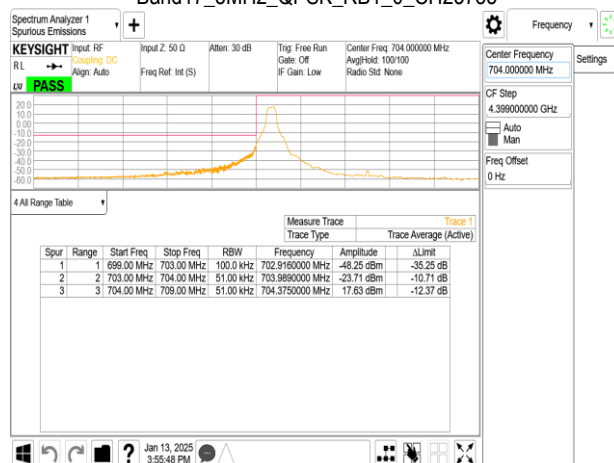 Spectrum Analyzer 1
Spurious Emissions
Frequency
KEYSIGHT Input: RF Input Z: 50 Ω Atten: 30 dB Trig: Free Run Center Freq: 704.000000 MHz
Coupling: DC Gate: Off Avg|Hold: 100/100
RL Align: Auto Freq Ref: Int (S) IF Gain: Low Radio Std: None
LXI PASS
Center Frequency
704.000000 MHz
Settings
CF Step
4.399000000 GHz
Auto
Man
Freq Offset
0 Hz
20.0
10.0
0.00
-10.0
-20.0
-30.0
-40.0
-50.0
-60.0
4 All Range Table
Measure Trace Trace 1
Trace Type Trace Average (Active)
Spur Range Start Freq Stop Freq RBW Frequency Amplitude ΔLimit
1 1 699.00 MHz 703.00 MHz 100.0 kHz 702.9160000 MHz -48.25 dBm -35.25 dB
2 2 703.00 MHz 704.00 MHz 51.00 kHz 703.9890000 MHz -23.71 dBm -10.71 dB
3 3 704.00 MHz 709.00 MHz 51.00 kHz 704.3750000 MHz 17.63 dBm -12.37 dB
? Jan 13, 2025
3:55:48 PM